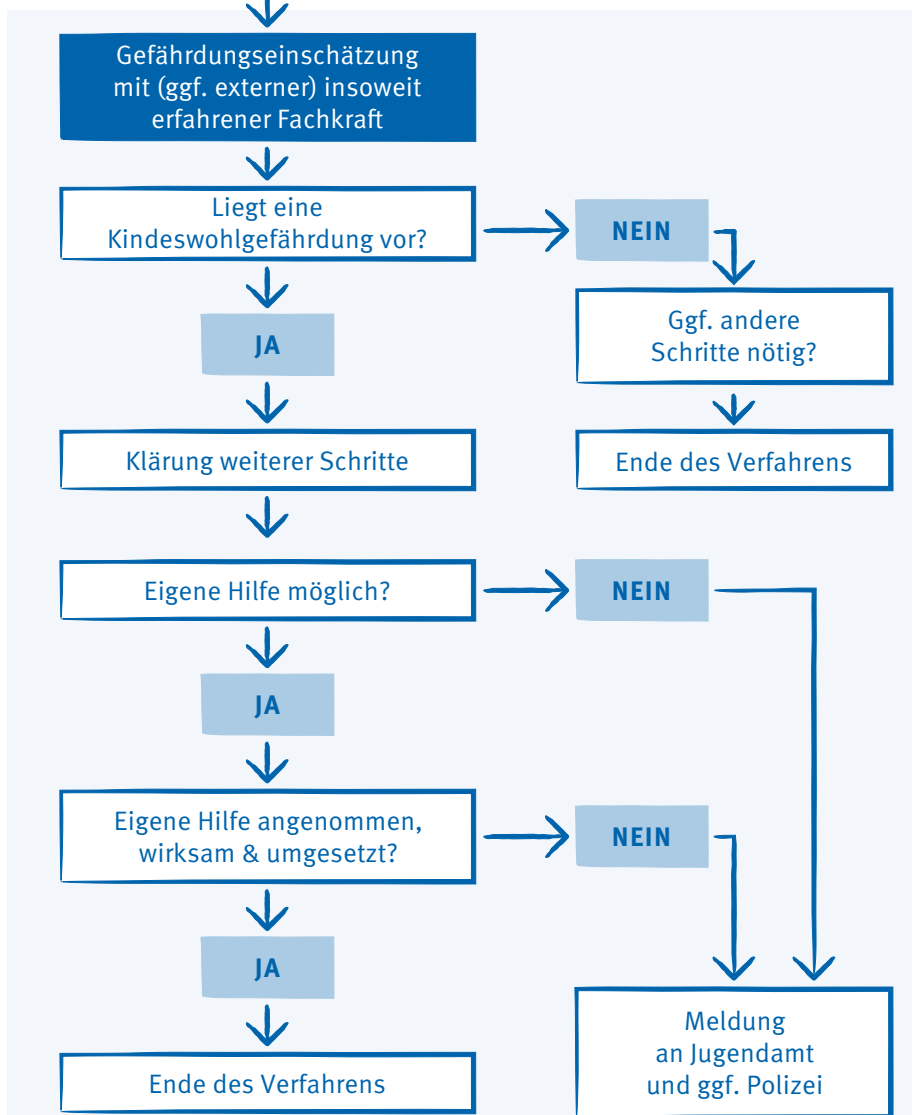 Gefährdungseinschätzung
mit (ggf. externer) insoweit
erfahrener Fachkraft
Liegt eine
Kindeswohlgefährdung vor?
NEIN
Ggf. andere
Schritte nötig?
JA
Klärung weiterer Schritte
Ende des Verfahrens
Eigene Hilfe möglich?
NEIN
JA
Eigene Hilfe angenommen,
wirksam & umgesetzt?
NEIN
JA
Meldung
an Jugendamt
und ggf. Polizei
Ende des Verfahrens